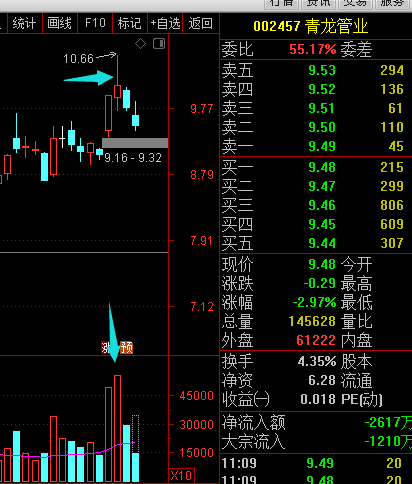 行情 资讯 交易 服务
统计 画线 F10 标记 +自选 返回
002457 青龙管业
委比 55.17% 委差
卖五 9.53 294
卖四 9.52 136
卖三 9.51 61
卖二 9.50 110
卖一 9.49 45
买一 9.48 215
买二 9.47 299
买三 9.46 806
买四 9.45 609
买五 9.44 307
现价 9.48 今开
涨跌 -0.29 最高
涨幅 -2.97% 最低
总量 145628 量比
外盘 61222 内盘
换手 4.35% 股本
净资 6.28 流通
收益㈠ 0.018 PE(动)
净流入额 -2617万
大宗流入 -1210万
11:09 9.49 20
11:09 9.48 20
10.66
9.77
9.16 - 9.32
8.79
7.91
7.12
涨 预
45000
30000
15000
X10